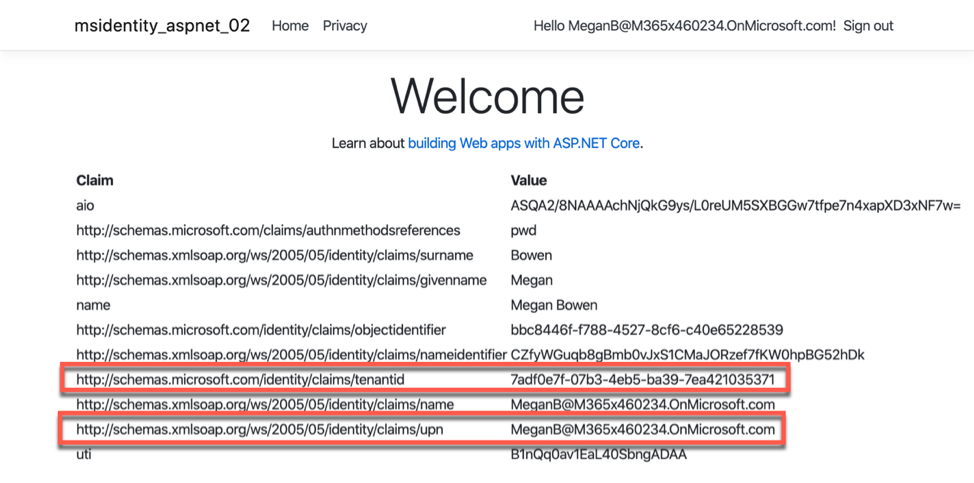 msidentity_aspnet_02 Home Privacy Hello MeganB@M365x460234.OnMicrosoft.com! Sign out
Welcome
Learn about building Web apps with ASP.NET Core.
Claim Value
aio ASQA2/8NAAAAchNjQkG9ys/L0reUM5SXBGGw7tfpe7n4xapXD3xNF7w=
http://schemas.microsoft.com/claims/authnmethodsreferences pwd
http://schemas.xmlsoap.org/ws/2005/05/identity/claims/surname Bowen
http://schemas.xmlsoap.org/ws/2005/05/identity/claims/givenname Megan
name Megan Bowen
http://schemas.microsoft.com/identity/claims/objectidentifier bbc8446f-f788-4527-8cf6-c40e65228539
http://schemas.xmlsoap.org/ws/2005/05/identity/claims/nameidentifier CZfyWGuqb8gBmb0vJxS1CMaJORzef7fKW0hpBG52hDk
http://schemas.microsoft.com/identity/claims/tenantid 7adf0e7f-07b3-4eb5-ba39-7ea421035371
http://schemas.xmlsoap.org/ws/2005/05/identity/claims/name MeganB@M365x460234.OnMicrosoft.com
http://schemas.xmlsoap.org/ws/2005/05/identity/claims/upn MeganB@M365x460234.OnMicrosoft.com
uti B1nQq0av1EaL40SbngADAA